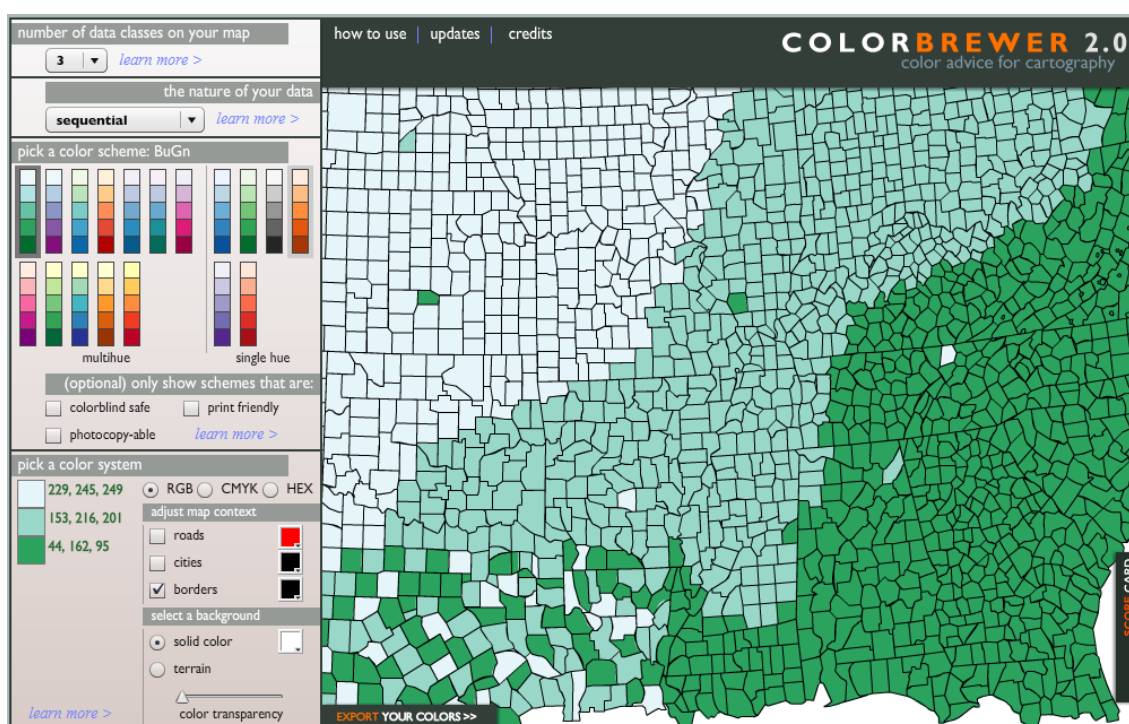 number of data classes on your map
3
learn more >
the nature of your data
sequential
learn more >
pick a color scheme: BuGn
multihue
single hue
(optional) only show schemes that are:
colorblind safe
print friendly
photocopy-able
learn more >
pick a color system
229, 245, 249
153, 216, 201
44, 162, 95
RGB
CMYK
HEX
adjust map context
roads
cities
borders
select a background
solid color
terrain
color transparency
learn more >
how to use | updates | credits
COLORBREWER 2.0
color advice for cartography
EXPORT YOUR COLORS >>
SCORE CARD